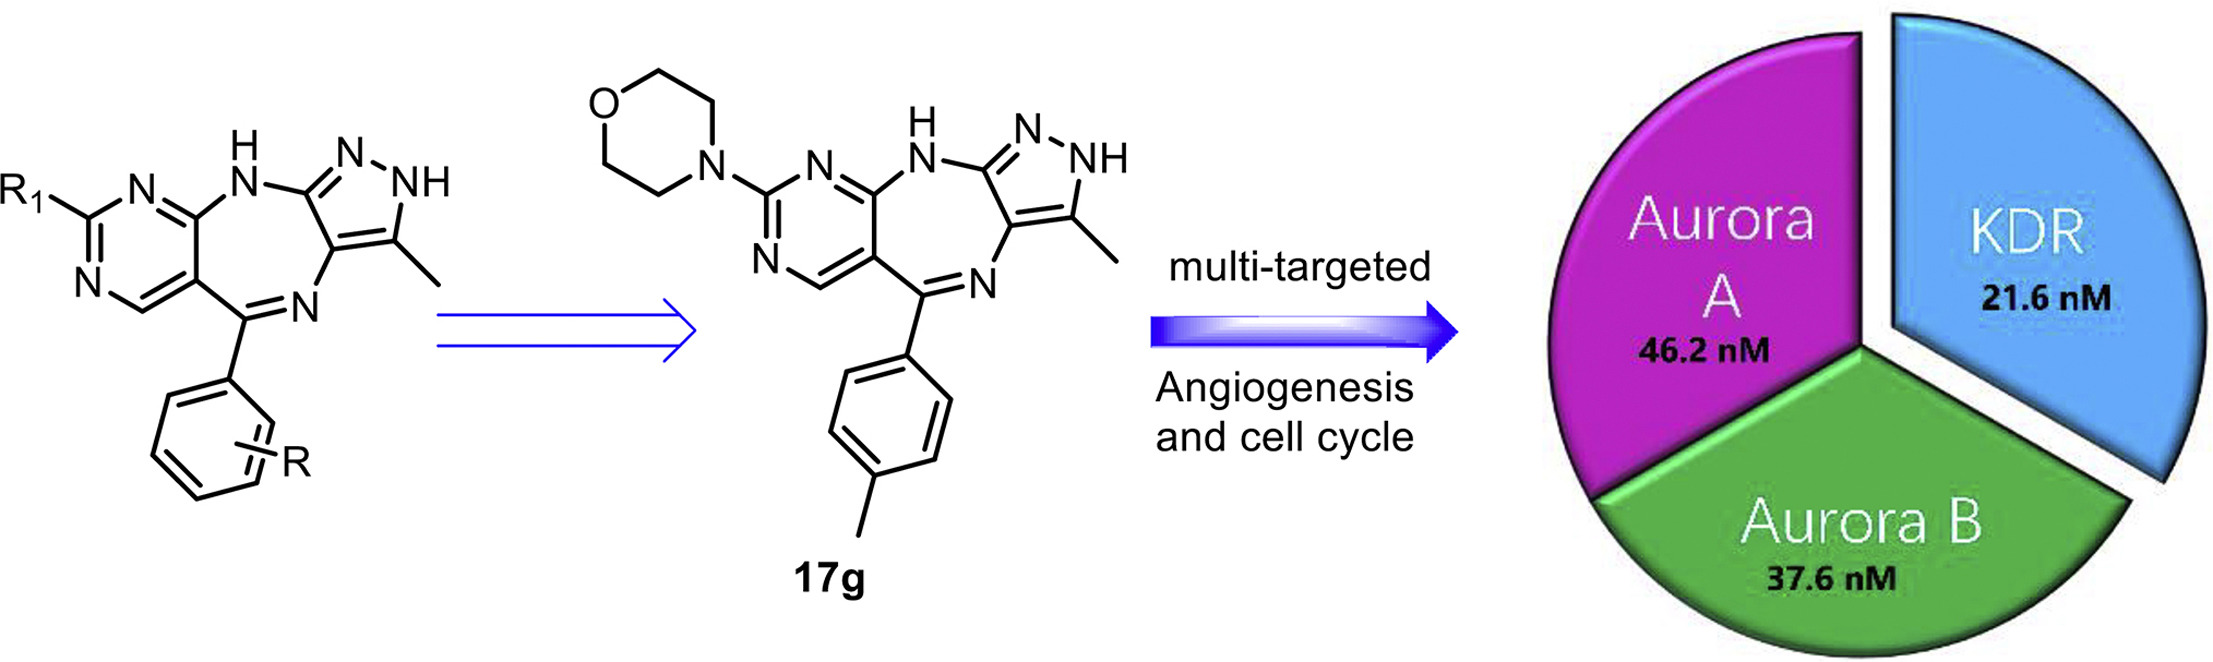 R1
N
H
N
N
NH
N
N
R
O
N
N
H
N
N
NH
N
N
17g
multi-targeted
Angiogenesis
and cell cycle
Aurora
A
46.2 nM
KDR
21.6 nM
Aurora B
37.6 nM